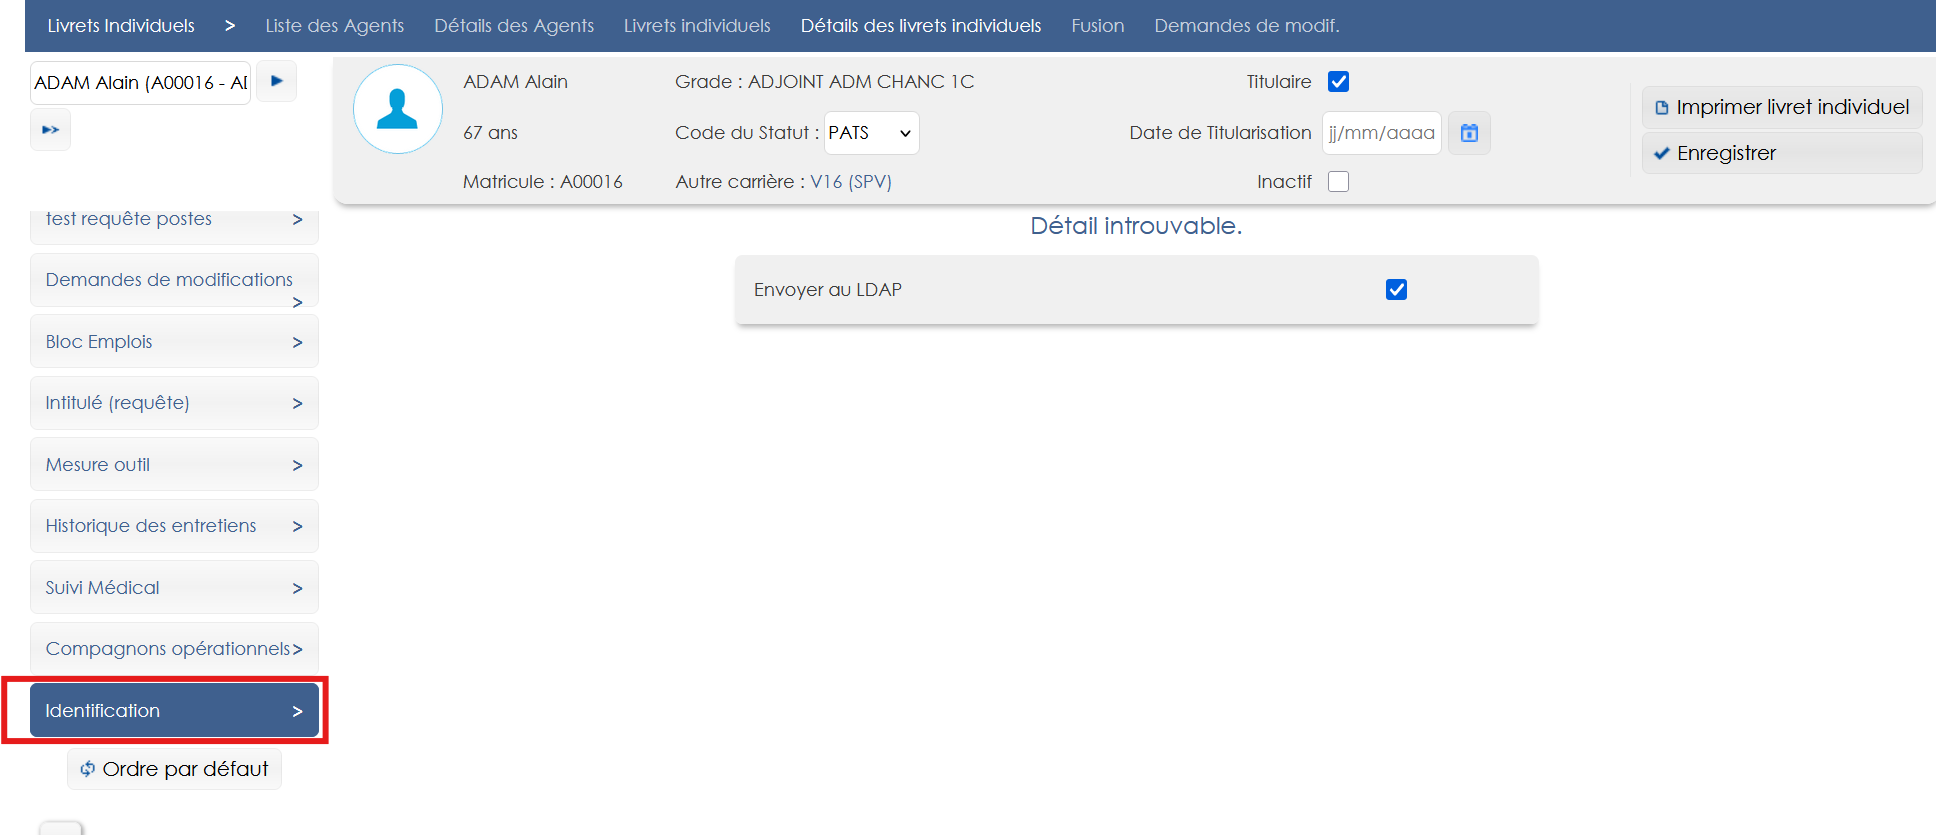 Livrets Individuels > Liste des Agents Détails des Agents Livrets individuels Détails des livrets individuels Fusion Demandes de modif.
ADAM Alain (A00016 - AD
ADAM Alain
67 ans
Matricule : A00016
Grade : ADJOINT ADM CHANC 1C
Code du Statut : PATS
Autre carrière : V16 (SPV)
Titulaire
Date de Titularisation jj/mm/aaaa
Inactif
Imprimer livret individuel
Enregistrer
test requête postes >
Demandes de modifications >
Bloc Emplois >
Intitulé (requête) >
Mesure outil >
Historique des entretiens >
Suivi Médical >
Compagnons opérationnels >
Identification >
Ordre par défaut
Détail introuvable.
Envoyer au LDAP